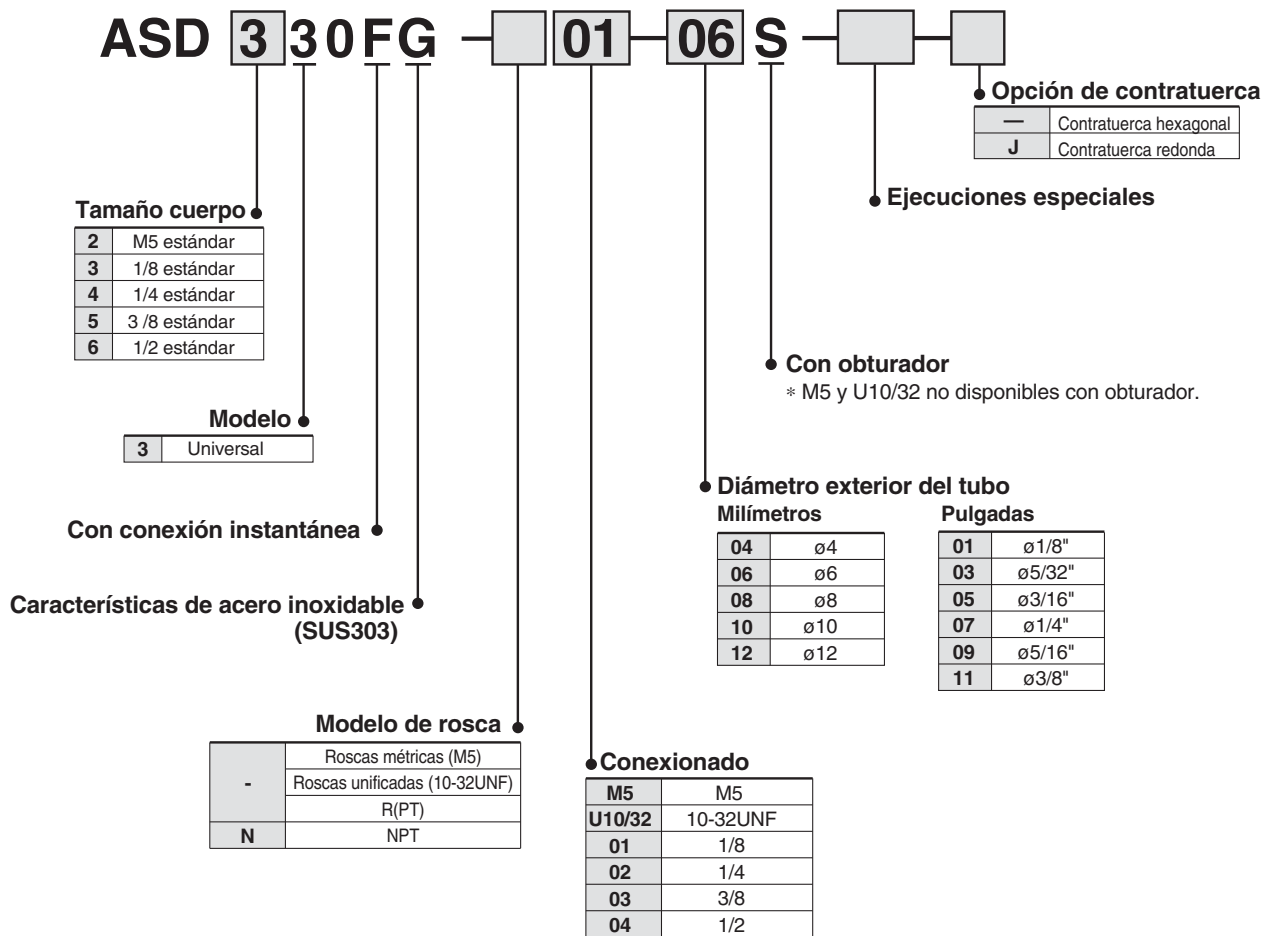 ASD 3 30FG - 01 - 06 S -  -
Opción de contratuerca
— Contratuerca hexagonal
J Contratuerca redonda
Ejecuciones especiales
Tamaño cuerpo
2 M5 estándar
3 1/8 estándar
4 1/4 estándar
5 3 /8 estándar
6 1/2 estándar
Con obturador
* M5 y U10/32 no disponibles con obturador.
Modelo
3 Universal
Diámetro exterior del tubo
Milímetros
04 ø4
06 ø6
08 ø8
10 ø10
12 ø12
Pulgadas
01 ø1/8"
03 ø5/32"
05 ø3/16"
07 ø1/4"
09 ø5/16"
11 ø3/8"
Con conexión instantánea
Características de acero inoxidable
(SUS303)
Modelo de rosca
- Roscas métricas (M5)
Roscas unificadas (10-32UNF)
R(PT)
N NPT
Conexionado
M5 M5
U10/32 10-32UNF
01 1/8
02 1/4
03 3/8
04 1/2